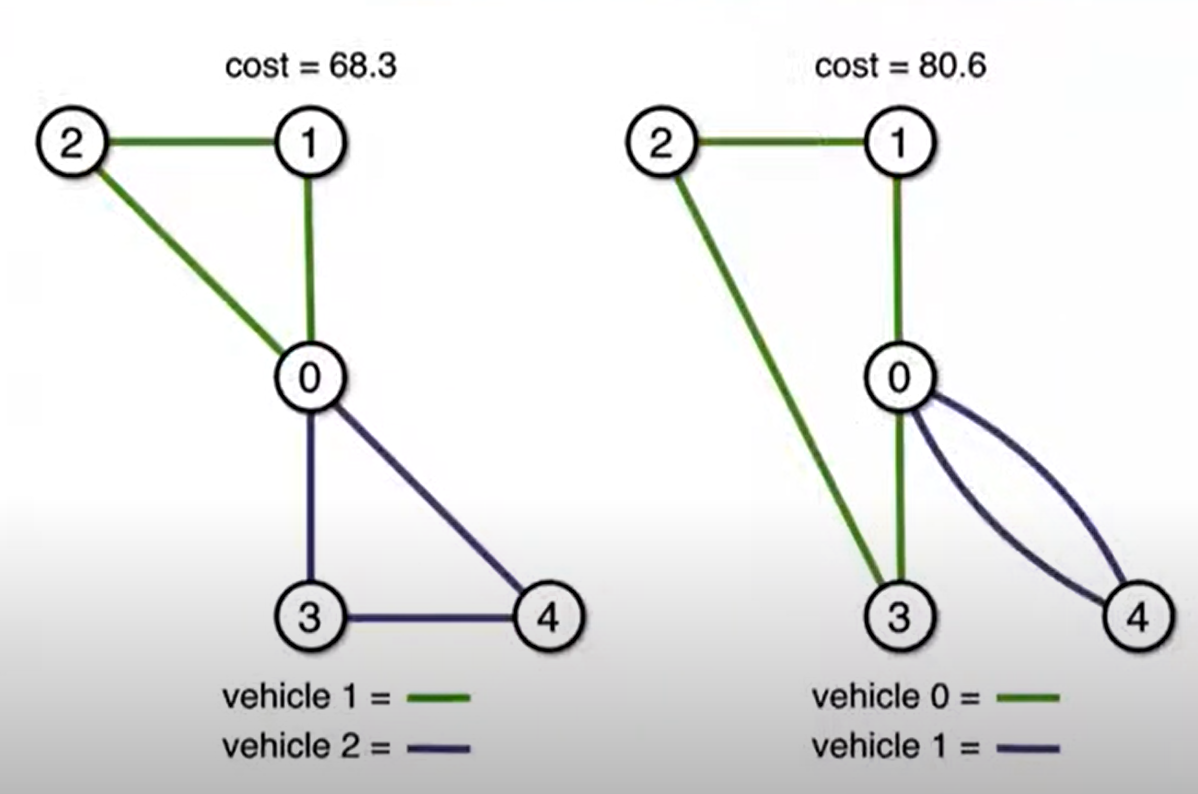 cost = 68.3
2
1
0
3
4
vehicle 1 =
vehicle 2 =
cost = 80.6
2
1
0
3
4
vehicle 0 =
vehicle 1 =